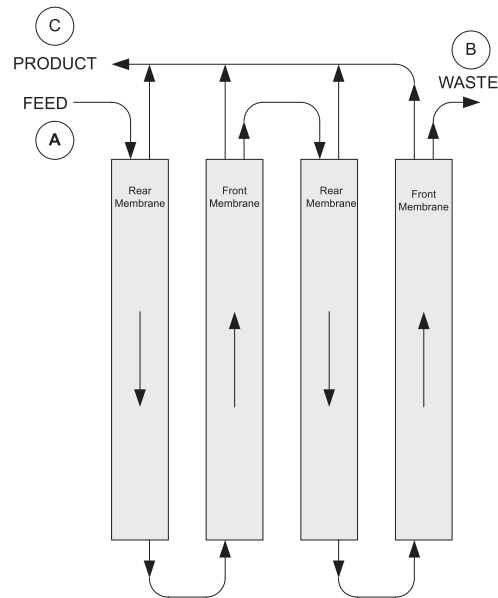 C
PRODUCT
B
WASTE
FEED
A
Rear
Membrane
Front
Membrane
Rear
Membrane
Front
Membrane